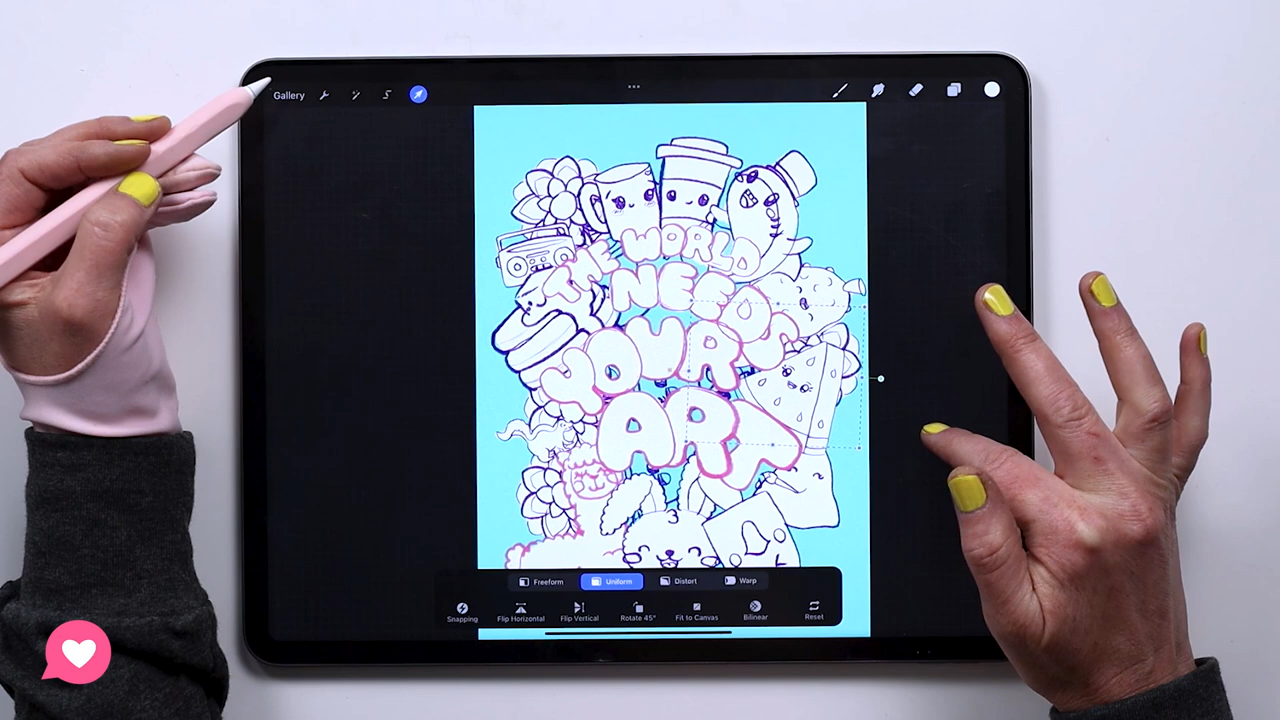 Gallery
THE WORLD
NEEDS
YOUR
ART
Freeform Uniform Distort Warp
Snapping Flip Horizontal Flip Vertical Rotate 45° Fit to Canvas Bilinear Reset